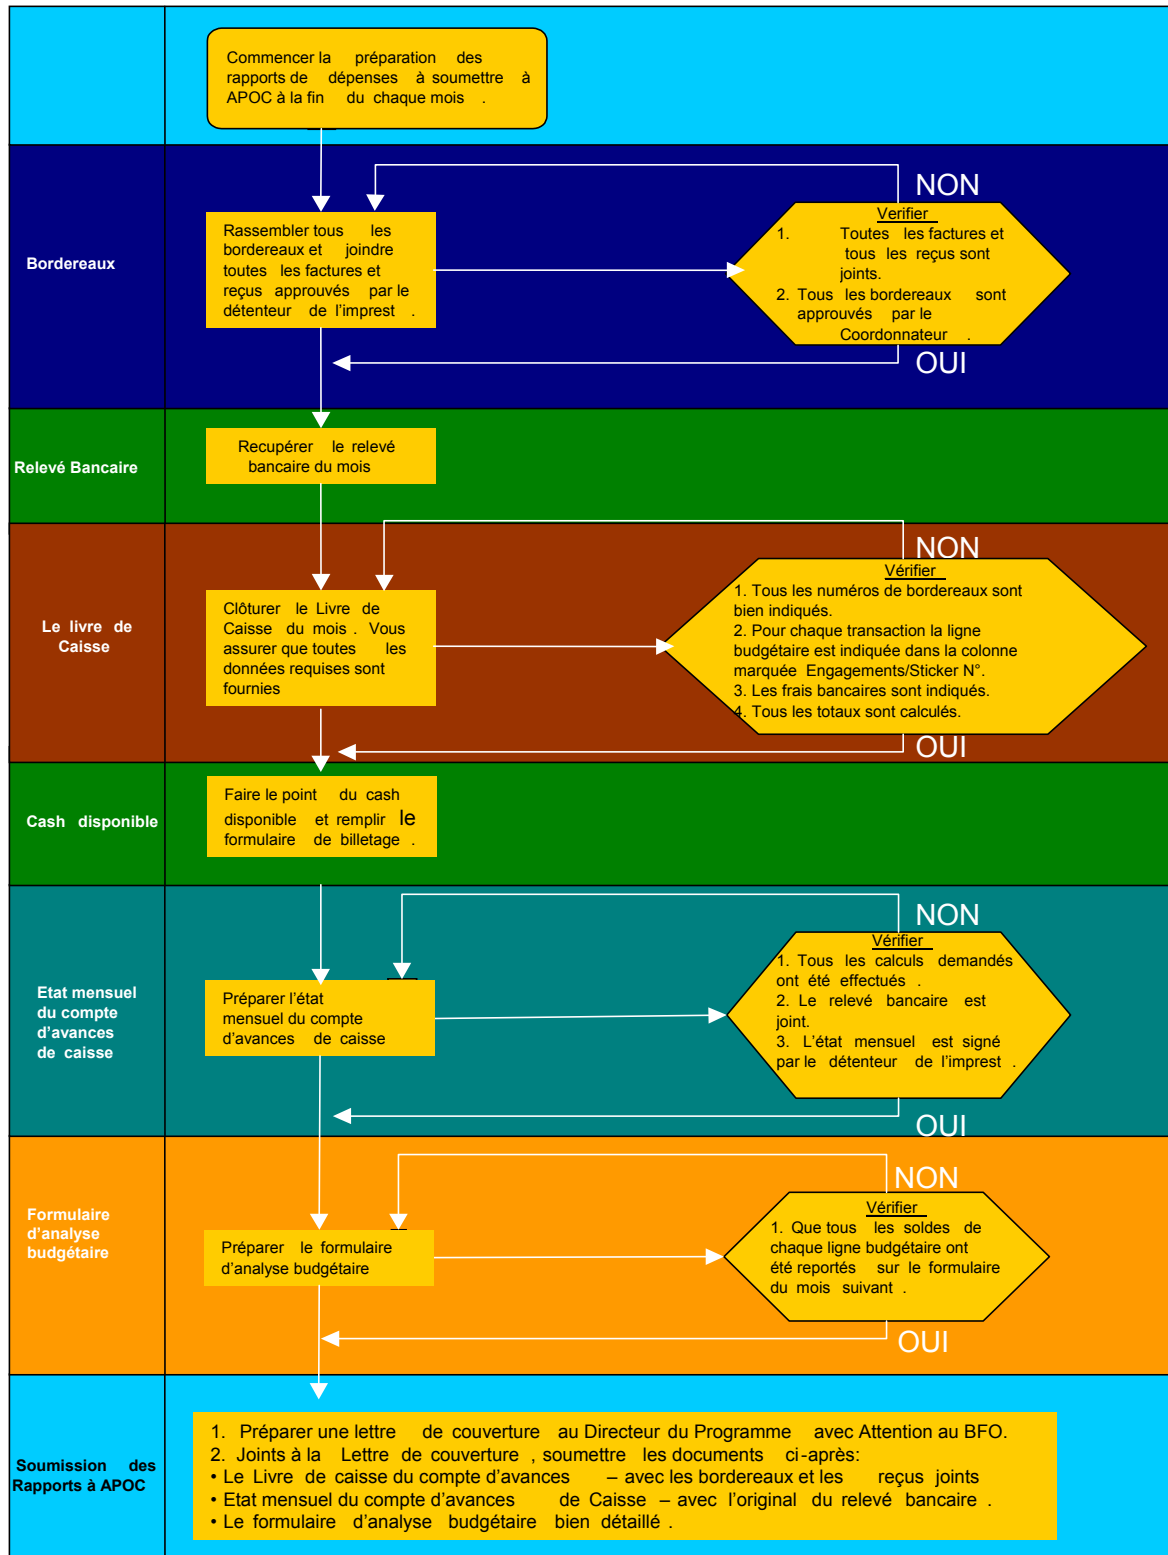 Commencer la préparation des
rapports de dépenses à soumettre à
APOC à la fin du chaque mois .
Bordereaux
Rassembler tous les
bordereaux et joindre
toutes les factures et
reçus approuvés par le
détenteur de l’imprest .
NON
Verifier
1. Toutes les factures et
tous les reçus sont
joints.
2. Tous les bordereaux sont
approuvés par le
Coordonnateur .
OUI
Relevé Bancaire
Recupérer le relevé
bancaire du mois
Le livre de
Caisse
Clôturer le Livre de
Caisse du mois . Vous
assurer que toutes les
données requises sont
fournies
NON
Vérifier
1. Tous les numéros de bordereaux sont
bien indiqués.
2. Pour chaque transaction la ligne
budgétaire est indiquée dans la colonne
marquée Engagements/Sticker N°.
3. Les frais bancaires sont indiqués.
4. Tous les totaux sont calculés.
OUI
Cash disponible
Faire le point du cash
disponible et remplir le
formulaire de billetage .
Etat mensuel
du compte
d’avances
de caisse
Préparer l’état
mensuel du compte
d’avances de caisse
NON
Vérifier
1. Tous les calculs demandés
ont été effectués .
2. Le relevé bancaire est
joint.
3. L’état mensuel est signé
par le détenteur de l’imprest .
OUI
Formulaire
d’analyse
budgétaire
Préparer le formulaire
d’analyse budgétaire
NON
Vérifier
1. Que tous les soldes de
chaque ligne budgétaire ont
été reportés sur le formulaire
du mois suivant .
OUI
Soumission des
Rapports à APOC
1. Préparer une lettre de couverture au Directeur du Programme avec Attention au BFO.
2. Joints à la Lettre de couverture , soumettre les documents ci-après:
• Le Livre de caisse du compte d’avances – avec les bordereaux et les reçus joints
• Etat mensuel du compte d’avances de Caisse – avec l’original du relevé bancaire .
• Le formulaire d’analyse budgétaire bien détaillé .